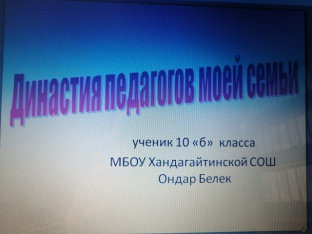 Династия педагогов моей семьи
ученик 10 «б» класса
МБОУ Хандагайтинской СОШ
Ондар Белек